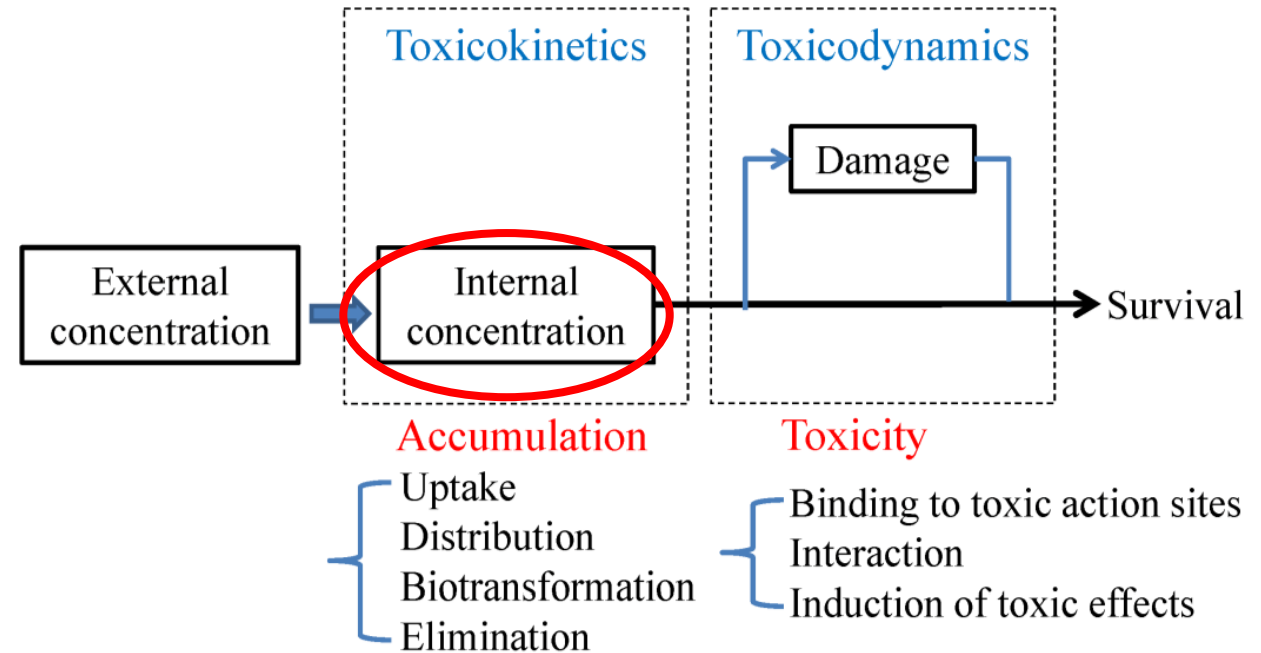 Toxicokinetics
Toxicodynamics
Damage
External
concentration
Internal
concentration
Survival
Accumulation
Uptake
Distribution
Biotransformation
Elimination
Toxicity
Binding to toxic action sites
Interaction
Induction of toxic effects